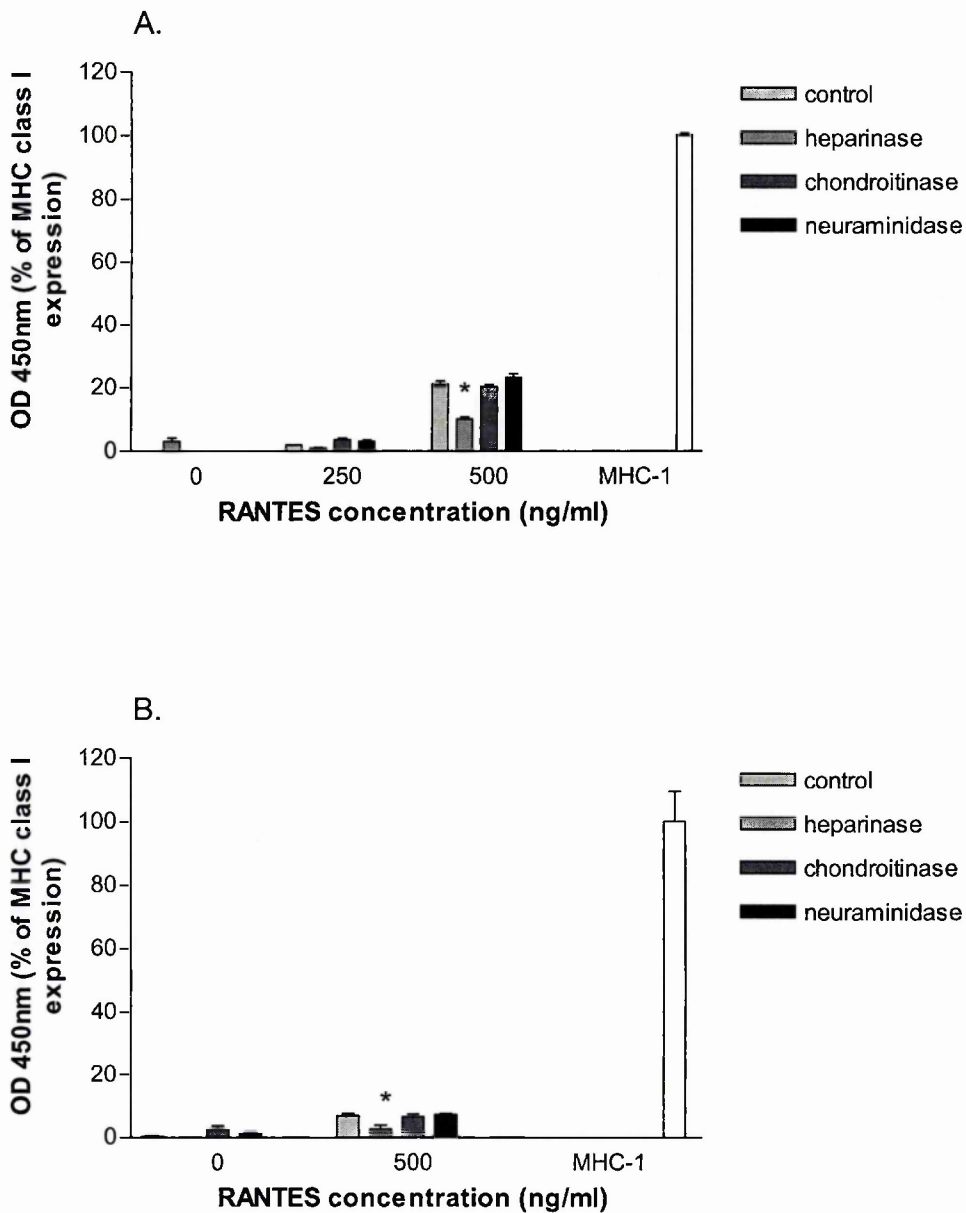 A.
OD 450nm (% of MHC class I
expression)
120
100
80
60
40
20
0
*
0
250
500
MHC-1
RANTES concentration (ng/ml)
control
heparinase
chondroitinase
neuraminidase
B.
OD 450nm (% of MHC class I
expression)
120
100
80
60
40
20
0
*
0
500
MHC-1
RANTES concentration (ng/ml)
control
heparinase
chondroitinase
neuraminidase